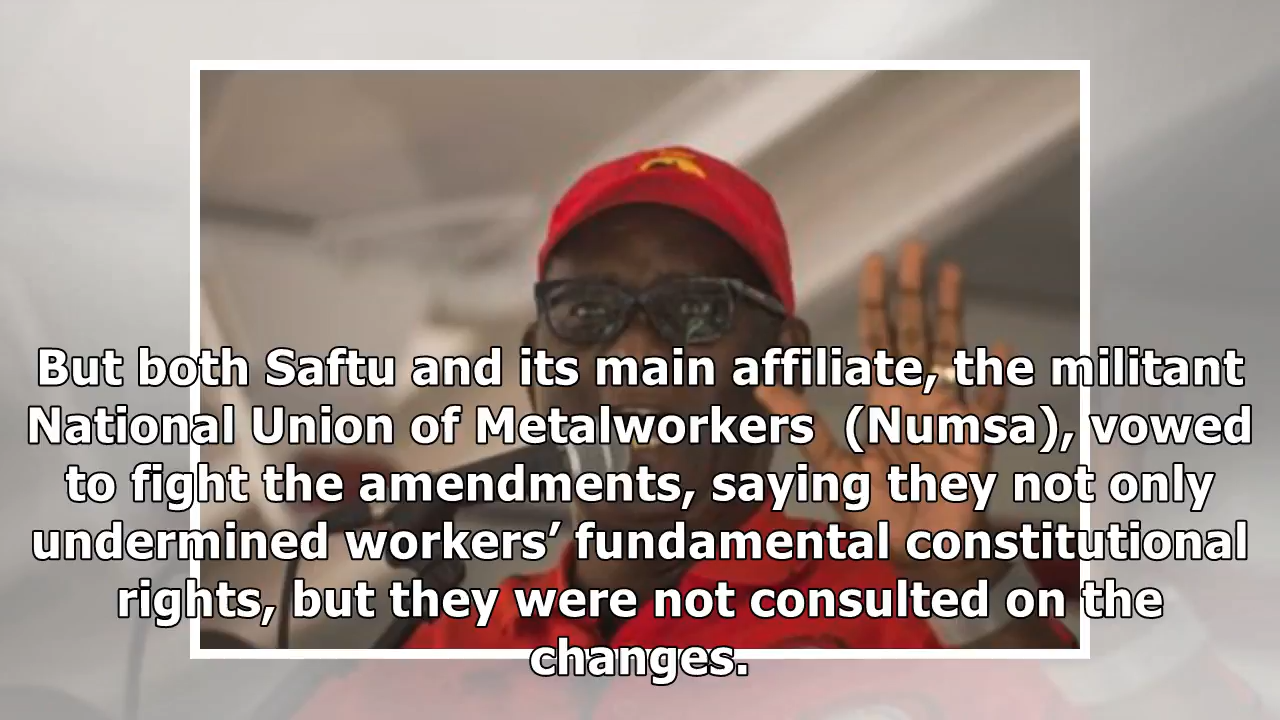 But both Saftu and its main affiliate, the militant
National Union of Metalworkers  (Numsa), vowed
to fight the amendments, saying they not only
undermined workers’ fundamental constitutional
rights, but they were not consulted on the
changes.